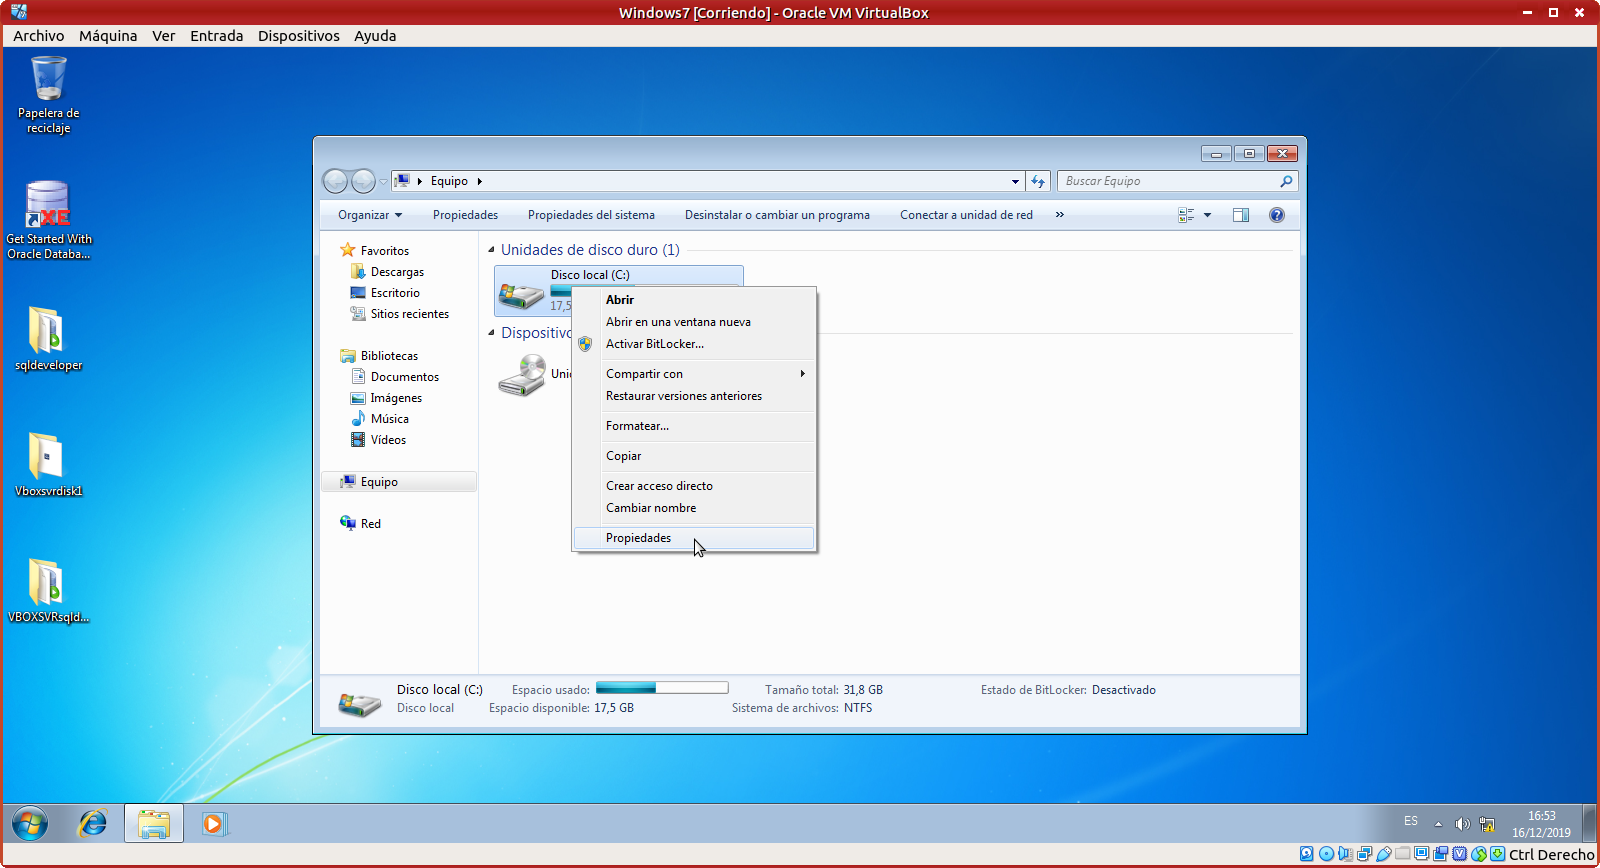 Windows7 [Corriendo] - Oracle VM VirtualBox
Archivo Máquina Ver Entrada Dispositivos Ayuda
Papelera de
reciclaje
XE
Get Started With
Oracle Databa...
sqldeveloper
Vboxsvrdisk1
VBOXSVRsqld...
Equipo
Buscar Equipo
Organizar Propiedades Propiedades del sistema Desinstalar o cambiar un programa Conectar a unidad de red »
Favoritos
Descargas
Escritorio
Sitios recientes
Bibliotecas
Documentos
Imágenes
Música
Vídeos
Equipo
Red
Unidades de disco duro (1)
Disco local (C:)
17,5
Dispositivo
Uni
Abrir
Abrir en una ventana nueva
Activar BitLocker...
Compartir con
Restaurar versiones anteriores
Formatear...
Copiar
Crear acceso directo
Cambiar nombre
Propiedades
Disco local (C:) Espacio usado: Tamaño total: 31,8 GB Estado de BitLocker: Desactivado
Disco local Espacio disponible: 17,5 GB Sistema de archivos: NTFS
ES
16:53
16/12/2019
Ctrl Derecho